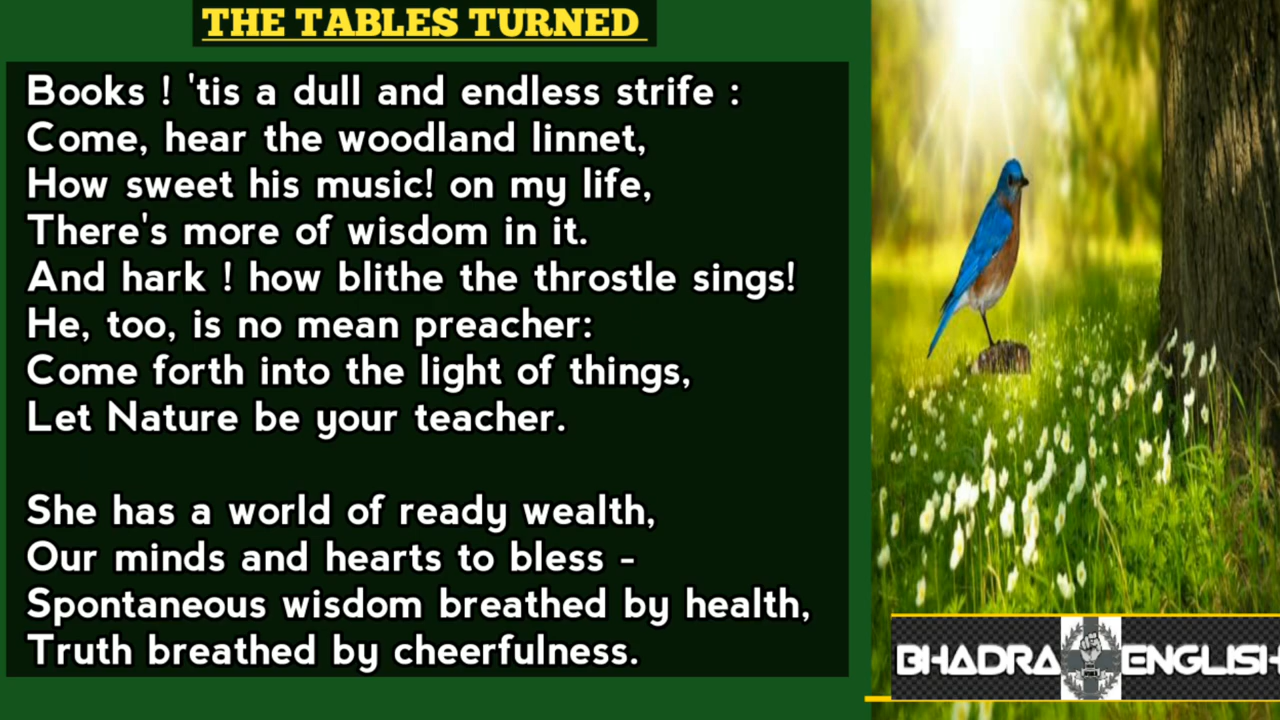 THE TABLES TURNED
Books ! 'tis a dull and endless strife :
Come, hear the woodland linnet,
How sweet his music! on my life,
There's more of wisdom in it.
And hark ! how blithe the throstle sings!
He, too, is no mean preacher:
Come forth into the light of things,
Let Nature be your teacher.
She has a world of ready wealth,
Our minds and hearts to bless -
Spontaneous wisdom breathed by health,
Truth breathed by cheerfulness.
BHADRA ENGLISH